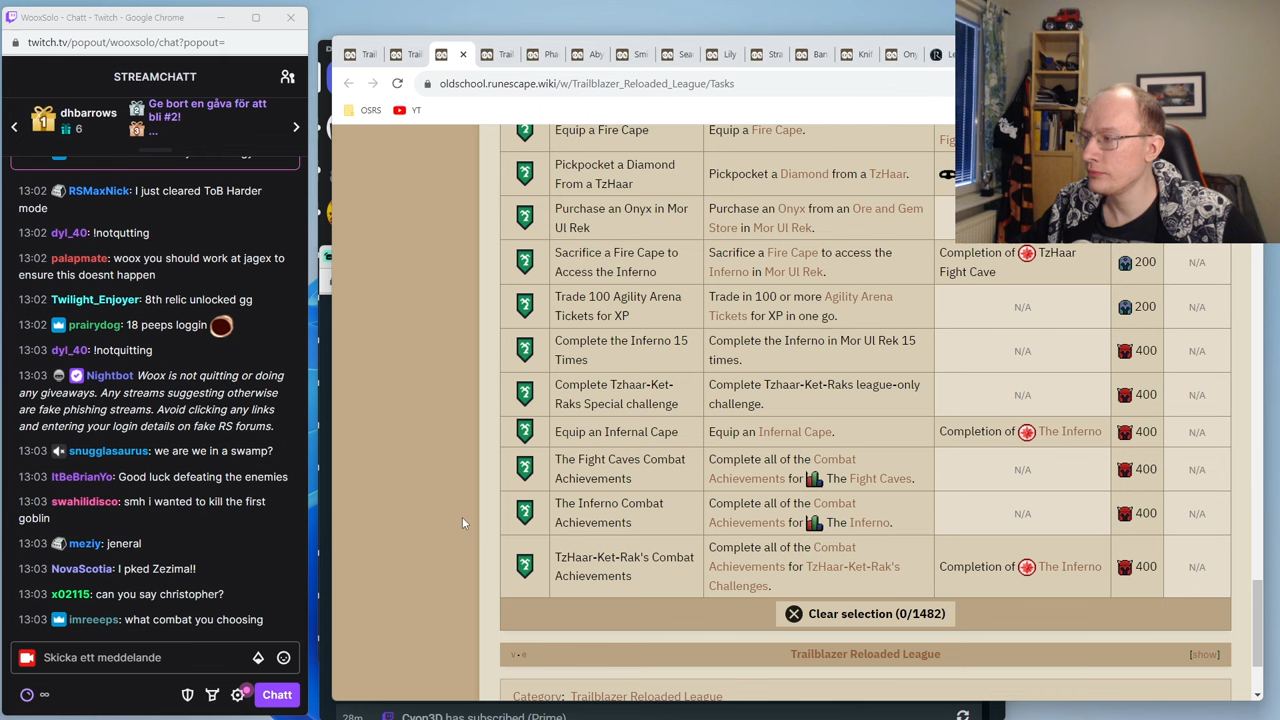 WooxSolo - Chatt - Twitch - Google Chrome
twitch.tv/popout/wooxsolo/chat?popout=
STREAMCHATT
1 dhbarrows
6
2 Ge bort en gåva för att
bli #2!
3 ...
13:02 RSMaxNick: I just cleared ToB Harder
mode
13:02 dyl_40: !notqutting
13:02 palapmate: woox you should work at jagex to
ensure this doesnt happen
13:02 Twilight_Enjoyer: 8th relic unlocked gg
13:02 prairydog: 18 peeps loggin
13:03 dyl_40: !notquitting
13:03 Nightbot: Woox is not quitting or doing
any giveaways. Any streams suggesting otherwise
are fake phishing streams. Avoid clicking any links
and entering your login details on fake RS forums.
13:03 snugglasaurus: we are we in a swamp?
13:03 ItBeBrianYo: Good luck defeating the enemies
13:03 swahilidisco: smh i wanted to kill the first
goblin
13:03 meziy: jeneral
13:03 NovaScotia: I pked Zezima!!
13:03 x02115: can you say christopher?
13:03 imreeeps: what combat you choosing
Skicka ett meddelande
Chatt
Trail
Trail
Trail
Pha
Aby
Smi
Sea
Lily
Stra
Bar
Knif
Ony
oldschool.runescape.wiki/w/Trailblazer_Reloaded_League/Tasks
OSRS
YT
Equip a Fire Cape
Equip a Fire Cape.
Pickpocket a Diamond
From a TzHaar
Pickpocket a Diamond from a TzHaar.
Purchase an Onyx in Mor
Ul Rek
Purchase an Onyx from an Ore and Gem
Store in Mor Ul Rek.
Sacrifice a Fire Cape to
Access the Inferno
Sacrifice a Fire Cape to access the
Inferno in Mor Ul Rek.
Completion of TzHaar
Fight Cave
200
N/A
Trade 100 Agility Arena
Tickets for XP
Trade in 100 or more Agility Arena
Tickets for XP in one go.
N/A
200
N/A
Complete the Inferno 15
Times
Complete the Inferno in Mor Ul Rek 15
times.
N/A
400
N/A
Complete Tzhaar-Ket-
Raks Special challenge
Complete Tzhaar-Ket-Raks league-only
challenge.
N/A
400
N/A
Equip an Infernal Cape
Equip an Infernal Cape.
Completion of The Inferno
400
N/A
The Fight Caves Combat
Achievements
Complete all of the Combat
Achievements for The Fight Caves.
N/A
400
N/A
The Inferno Combat
Achievements
Complete all of the Combat
Achievements for The Inferno.
N/A
400
N/A
TzHaar-Ket-Rak's Combat
Achievements
Complete all of the Combat
Achievements for TzHaar-Ket-Rak's
Challenges.
Completion of The Inferno
400
N/A
Clear selection (0/1482)
v • e
Trailblazer Reloaded League
[show]
Category: Trailblazer Reloaded League
28m
Cyon3D has subscribed (Prime)